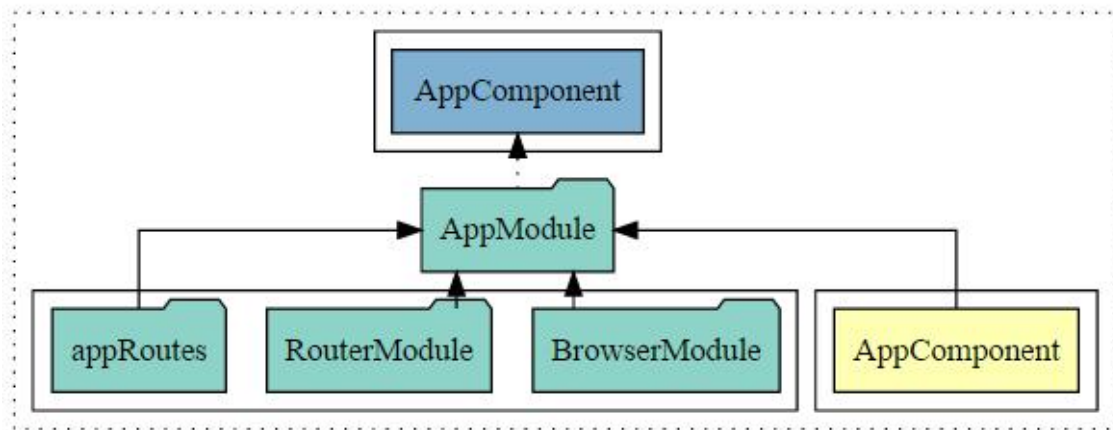 AppComponent
AppModule
appRoutes
RouterModule
BrowserModule
AppComponent